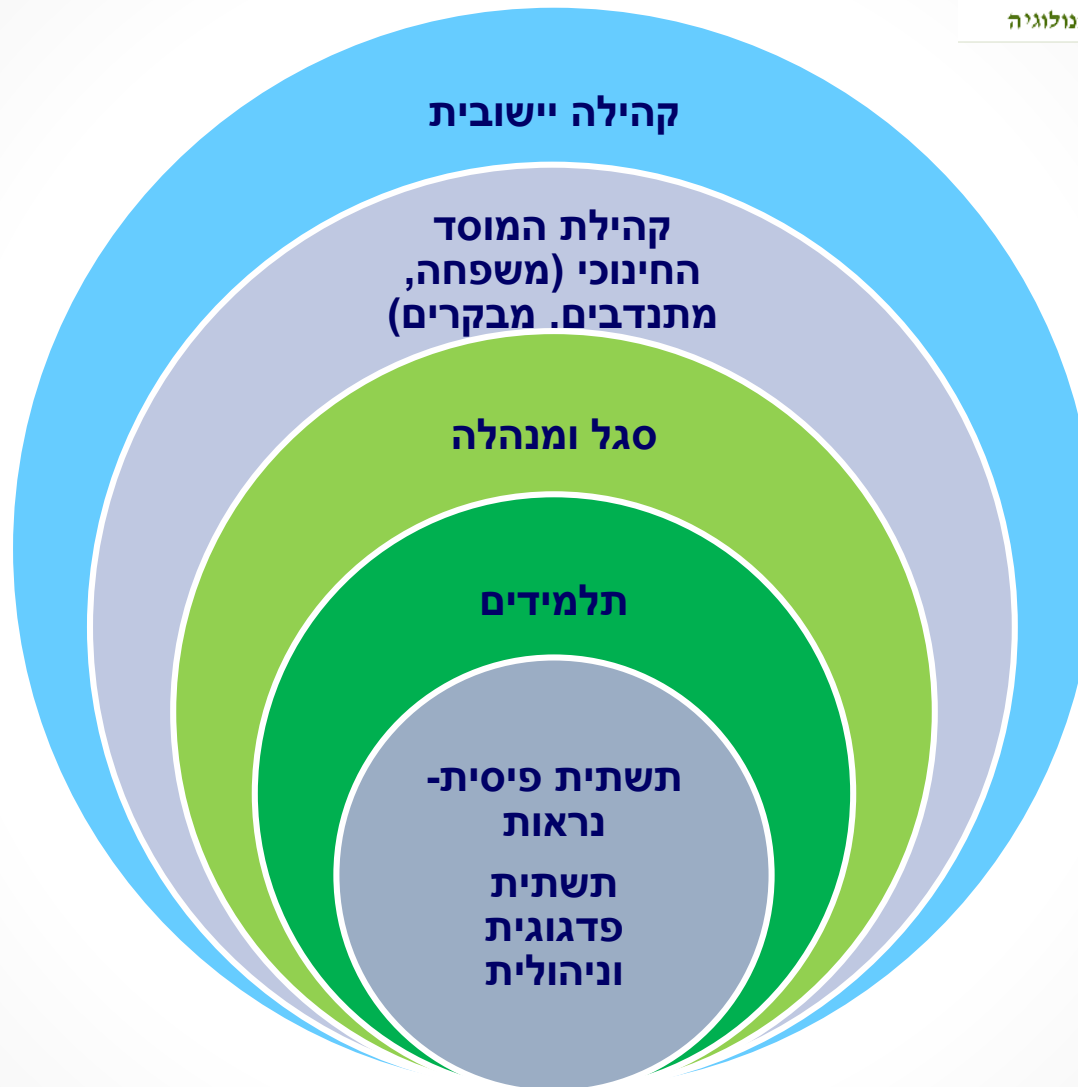 נולוגיה
קהילה יישובית
קהילת המוסד
החינוכי (משפחה,
מתנדבים, מבקרים)
סגל ומנהלה
תלמידים
תשתית פיסית-
נראות
תשתית
פדגוגית
וניהולית